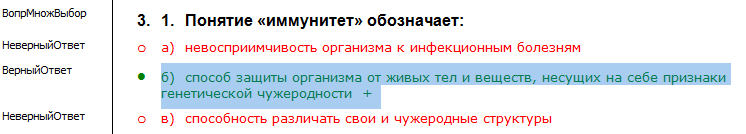 ВопрМножВыбор
3. 1. Понятие «иммунитет» обозначает:
НеверныйОтвет
а) невосприимчивость организма к инфекционным болезням
ВерныйОтвет
б) способ защиты организма от живых тел и веществ, несущих на себе признаки
генетической чужеродности +
НеверныйОтвет
в) способность различать свои и чужеродные структуры